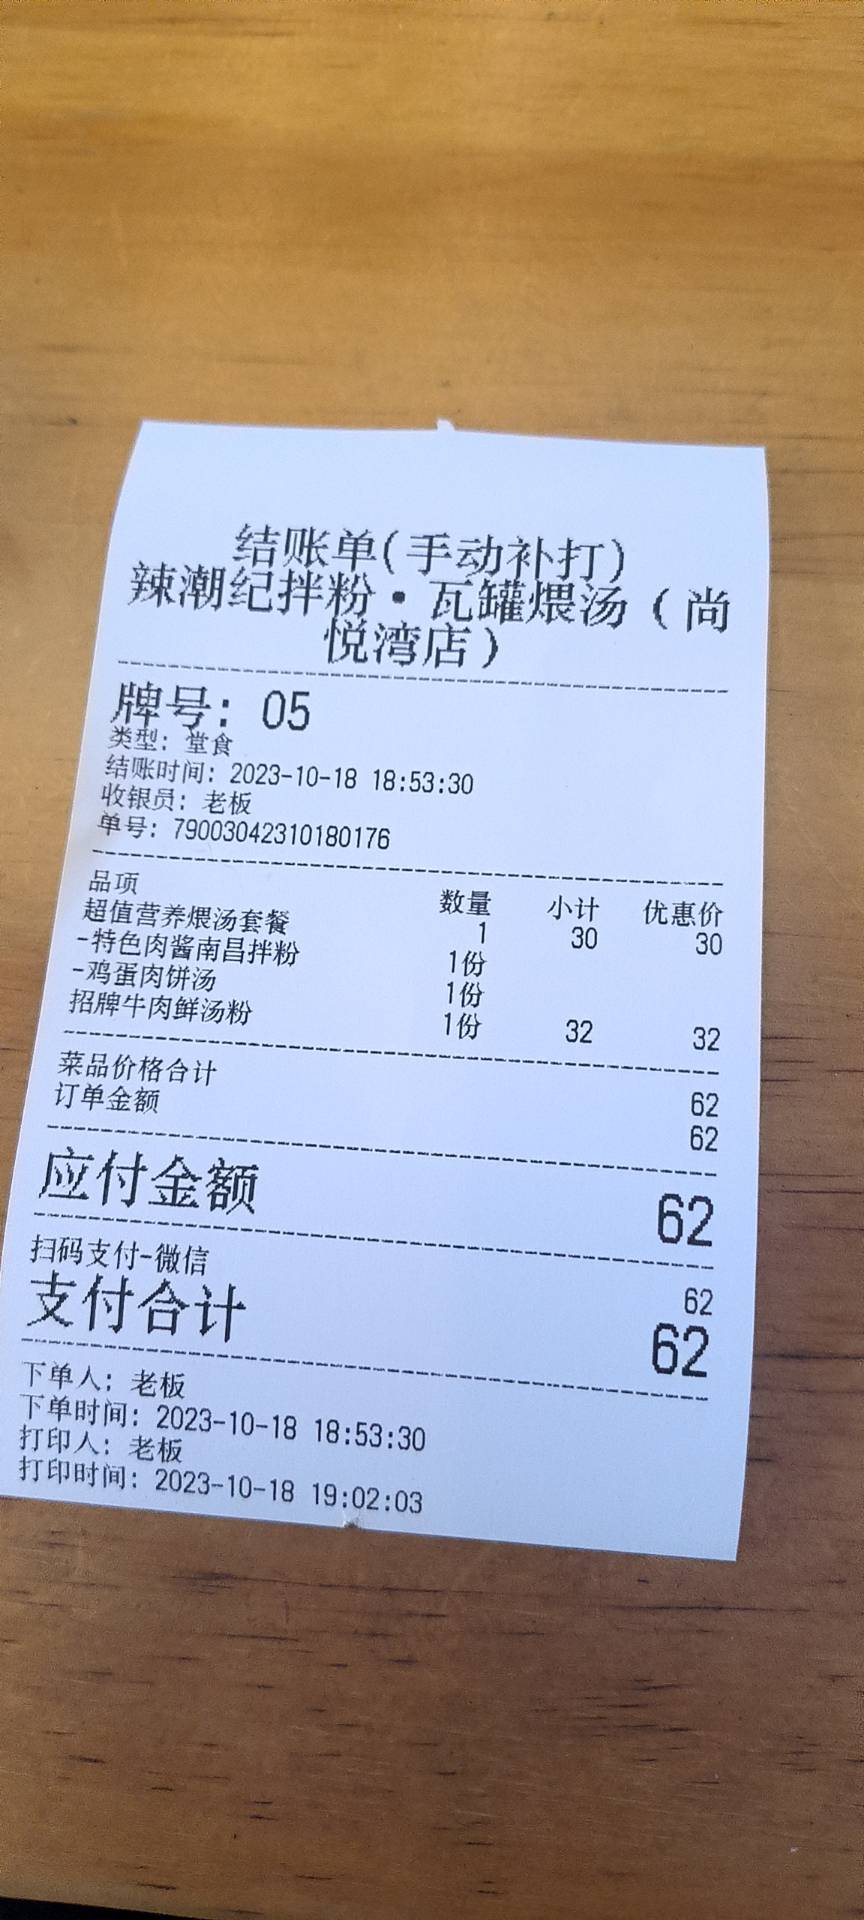 结账单(手动补打)
辣潮纪拌粉·瓦罐煨汤（尚
悦湾店）
牌号: 05
类型: 堂食
结账时间: 2023-10-18 18:53:30
收银员: 老板
单号: 79003042310180176
品项 数量 小计 优惠价
超值营养煨汤套餐 1 30 30
-特色肉酱南昌拌粉 1份
-鸡蛋肉饼汤 1份
招牌牛肉鲜汤粉 1份 32 32
菜品价格合计 62
订单金额 62
应付金额 62
扫码支付-微信 62
支付合计 62
下单人: 老板
下单时间: 2023-10-18 18:53:30
打印人: 老板
打印时间: 2023-10-18 19:02:03